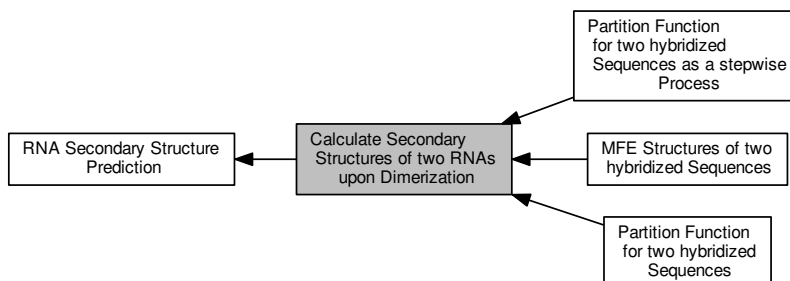 RNA Secondary Structure
Prediction
Calculate Secondary
Structures of two RNAs
upon Dimerization
Partition Function
for two hybridized
Sequences as a stepwise
Process
MFE Structures of two
hybridized Sequences
Partition Function
for two hybridized
Sequences